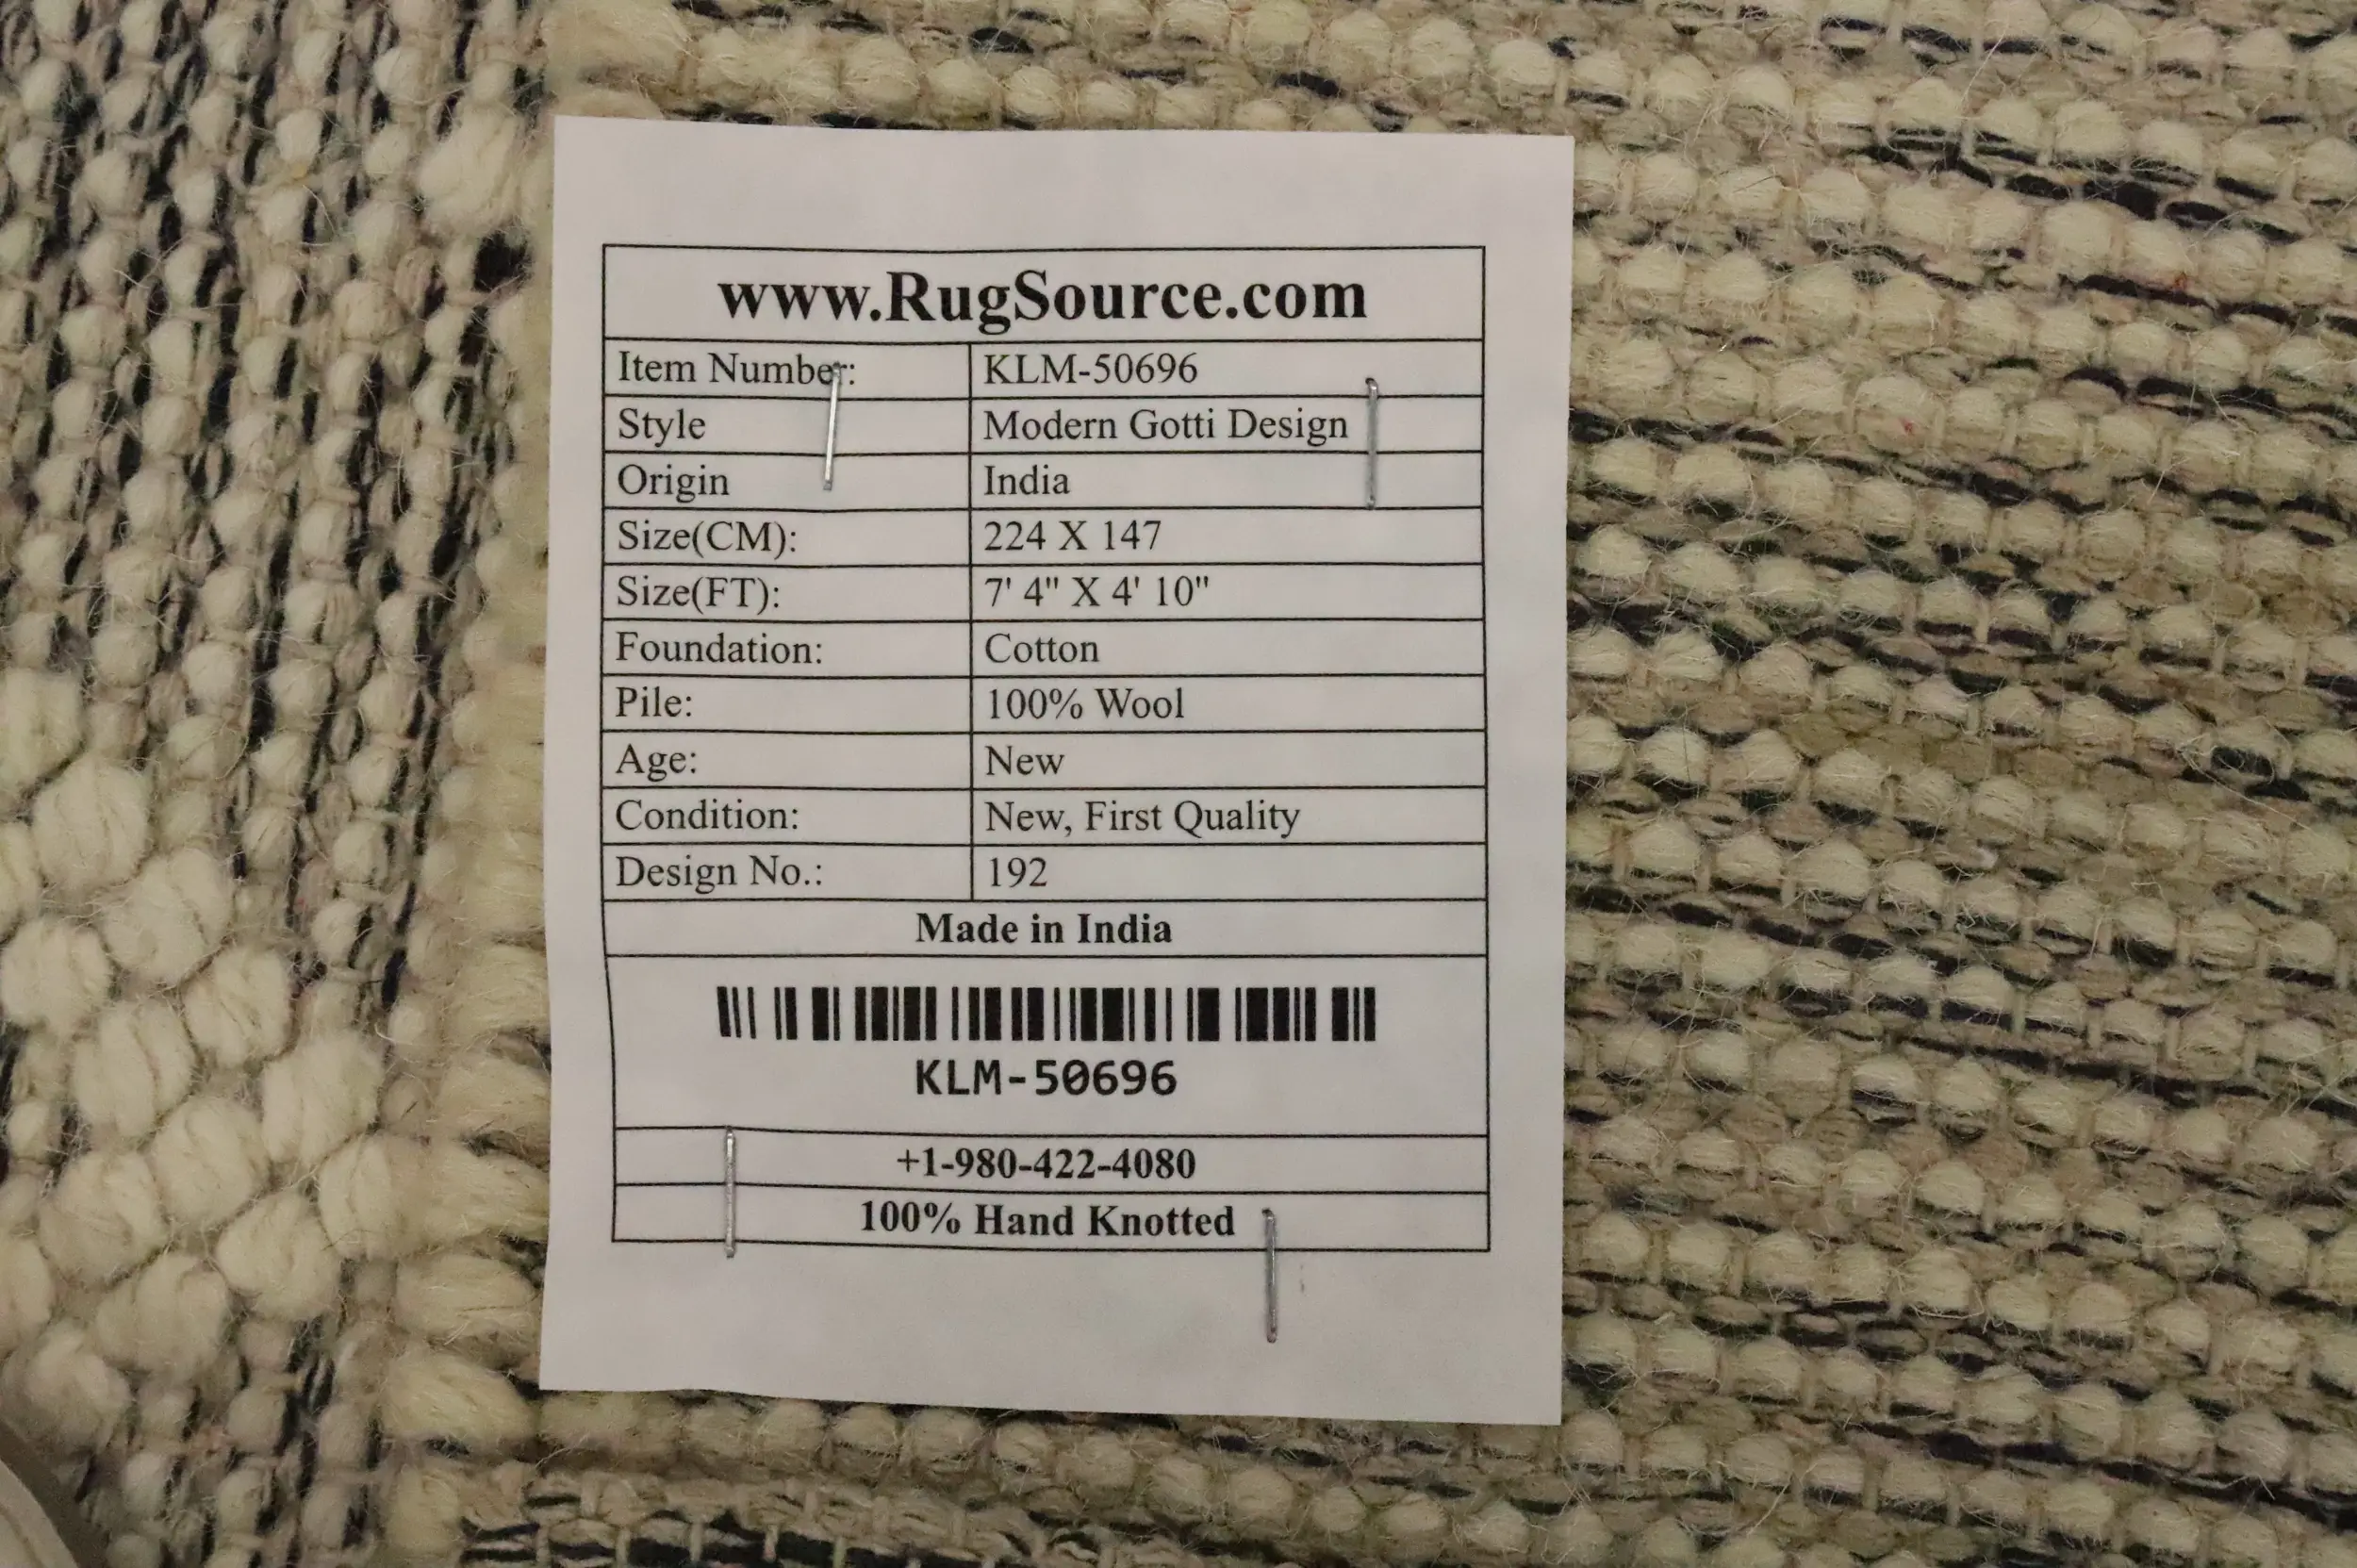 www.RugSource.com
Item Number: KLM-50696
Style Modern Gotti Design
Origin India
Size(CM): 224 X 147
Size(FT): 7' 4" X 4' 10"
Foundation: Cotton
Pile: 100% Wool
Age: New
Condition: New, First Quality
Design No.: 192
Made in India
KLM-50696
+1-980-422-4080
100% Hand Knotted